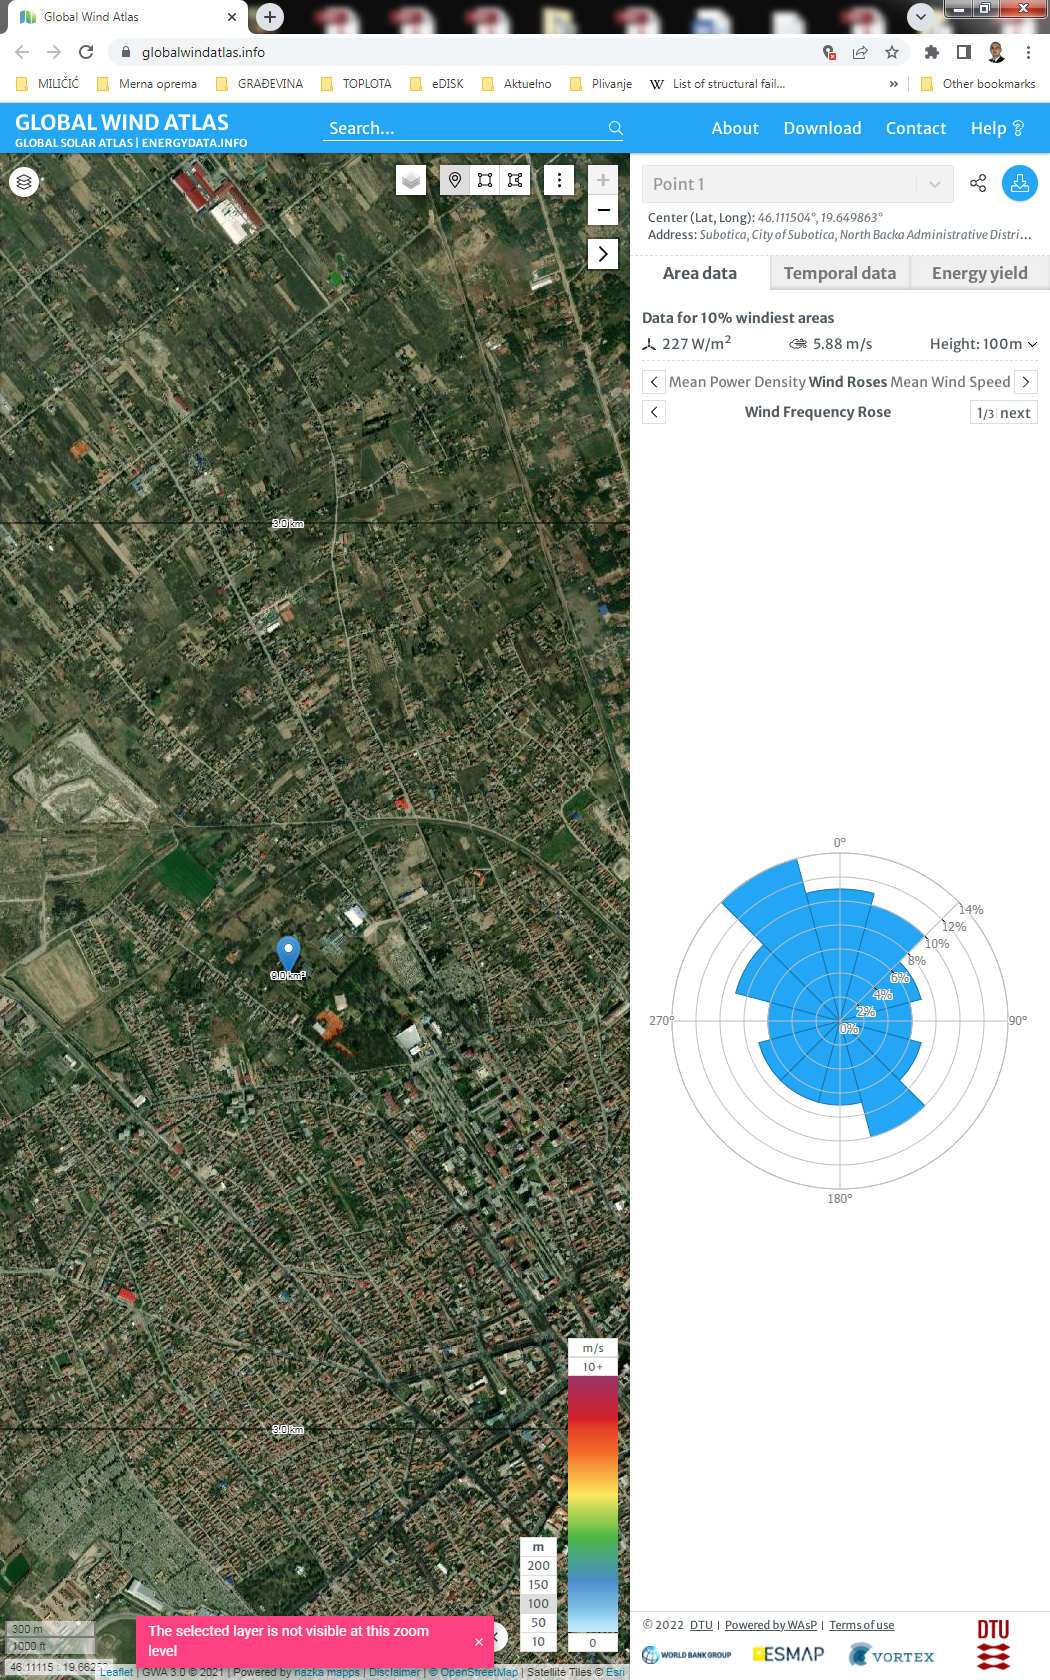 Global Wind Atlas
globalwindatlas.info
MILIČIĆ Merna oprema GRAĐEVINA TOPLOTA eDISK Aktuelno Plivanje W List of structural fail... » Other bookmarks
GLOBAL WIND ATLAS
GLOBAL SOLAR ATLAS | ENERGYDATA.INFO
Search...
About Download Contact Help
Point 1
Center (Lat, Long): 46.111504°, 19.649863°
Address: Subotica, City of Subotica, North Backa Administrative Distri...
Area data Temporal data Energy yield
Data for 10% windiest areas
227 W/m² 5.88 m/s Height: 100m
Mean Power Density Wind Roses Mean Wind Speed
Wind Frequency Rose 1/3 next
3.0 km
9.0 km²
3.0 km
0°
14%
12%
10%
8%
6%
4%
2%
0%
270° 90°
180°
m/s
10+
0
m
200
150
100
50
10
300 m
1000 ft
46.11115 : 19.662
The selected layer is not visible at this zoom
level
Leaflet | GWA 3.0 © 2021 | Powered by nazka mapps | Disclaimer | © OpenStreetMap | Satellite Tiles © Esri
© 2022 DTU | Powered by WAsP | Terms of use
WORLD BANK GROUP ESMAP VORTEX DTU